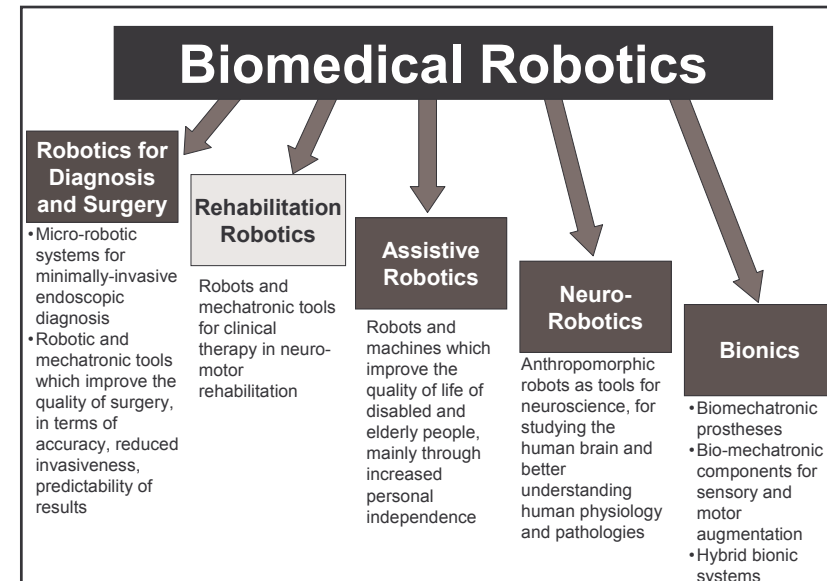 Biomedical Robotics
Robotics for
Diagnosis
and Surgery
•Micro-robotic
systems for
minimally-invasive
endoscopic
diagnosis
•Robotic and
mechatronic tools
which improve the
quality of surgery,
in terms of
accuracy, reduced
invasiveness,
predictability of
results
Rehabilitation
Robotics
Robots and
mechatronic tools
for clinical
therapy in neuro-
motor
rehabilitation
Assistive
Robotics
Robots and
machines which
improve the
quality of life of
disabled and
elderly people,
mainly through
increased
personal
independence
Neuro-
Robotics
Anthropomorphic
robots as tools for
neuroscience, for
studying the
human brain and
better
understanding
human physiology
and pathologies
Bionics
•Biomechatronic
prostheses
•Bio-mechatronic
components for
sensory and
motor
augmentation
•Hybrid bionic
systems